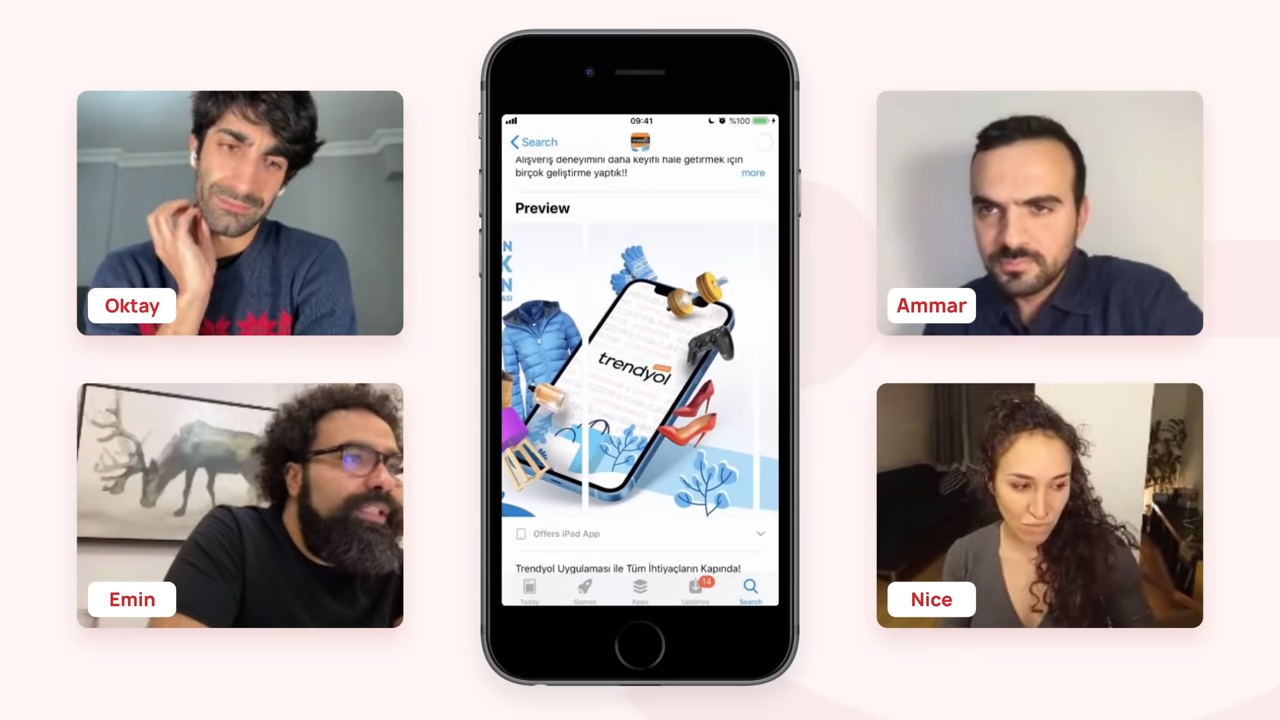 Oktay
Emin
09:41
%100
Search
Alışveriş deneyimini daha keyifli hale getirmek için
birçok geliştirme yaptık!!
more
Preview
N
K
N
ASI
trendyol
Offers iPad App
Trendyol Uygulaması ile Tüm İhtiyaçların Kapında!
14
Today
Games
Apps
Updates
Search
Ammar
Nice